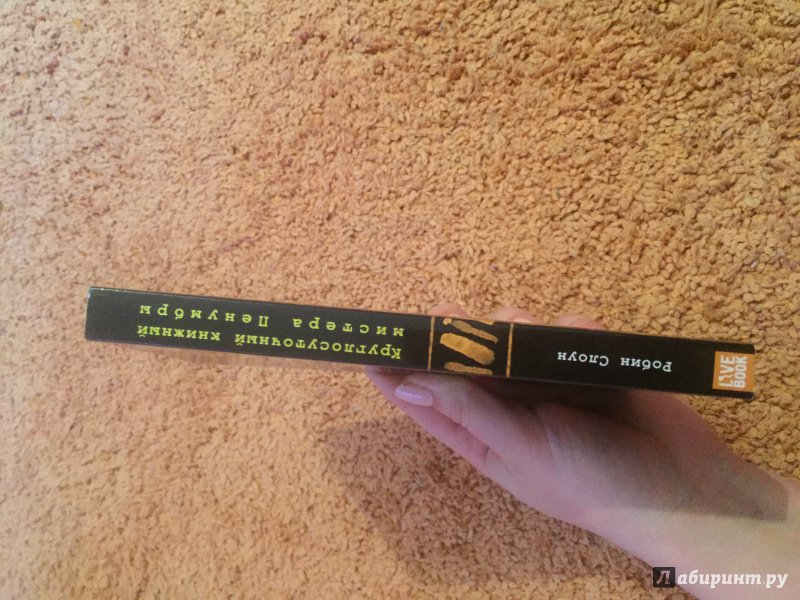 Робин Слоун
Круглосуточный книжный
мистера Пенумбры
LIVE
BOOK
Лабиринт.ру